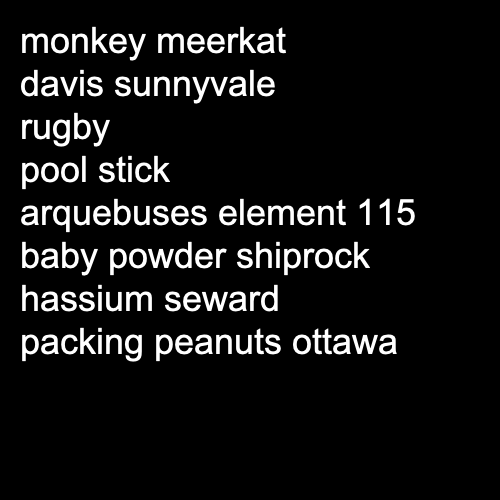 monkey meerkat
davis sunnyvale
rugby
pool stick
arquebuses element 115
baby powder shiprock
hassium seward
packing peanuts ottawa